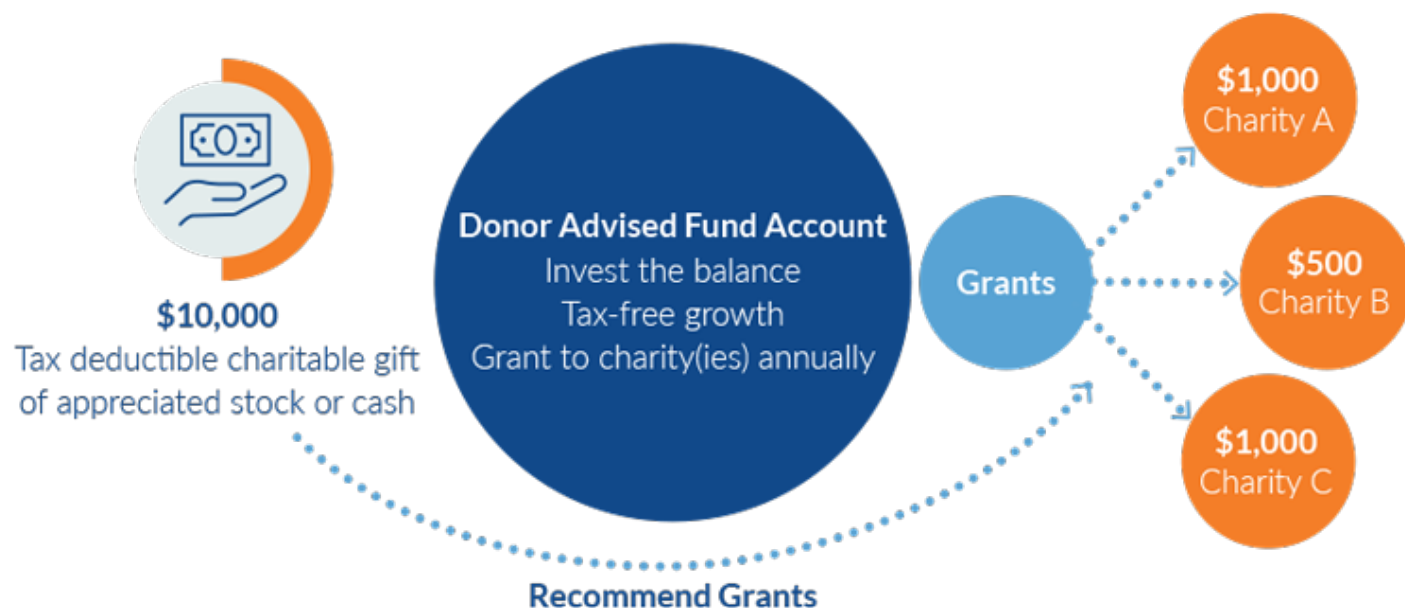 $10,000
Tax deductible charitable gift
of appreciated stock or cash
Donor Advised Fund Account
Invest the balance
Tax-free growth
Grant to charity(ies) annually
Grants
$1,000
Charity A
$500
Charity B
$1,000
Charity C
Recommend Grants